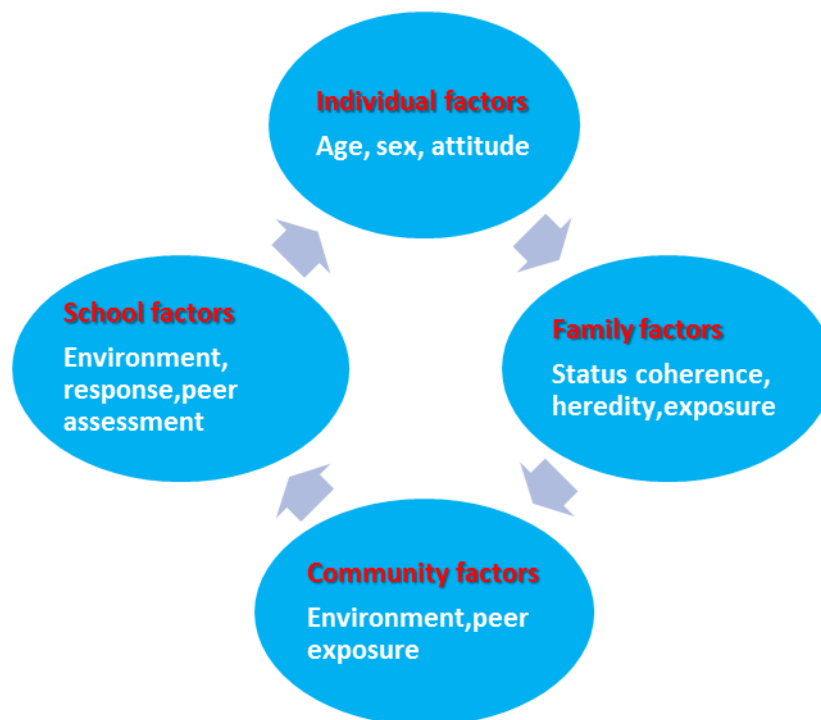 Individual factors
Age, sex, attitude
School factors
Environment,
response,peer
assessment
Family factors
Status coherence,
heredity,exposure
Community factors
Environment,peer
exposure